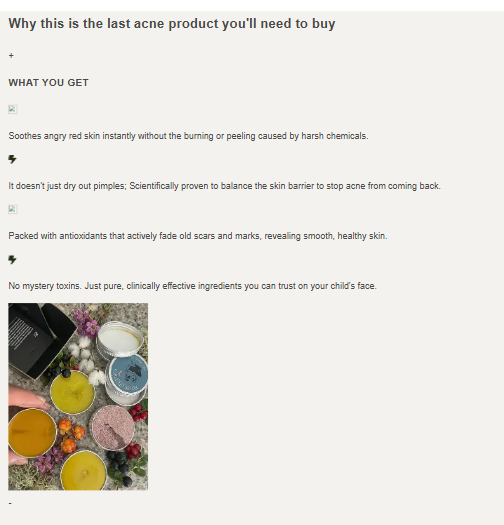 Why this is the last acne product you'll need to buy
+
WHAT YOU GET
Soothes angry red skin instantly without the burning or peeling caused by harsh chemicals.
It doesn't just dry out pimples; Scientifically proven to balance the skin barrier to stop acne from coming back.
Packed with antioxidants that actively fade old scars and marks, revealing smooth, healthy skin.
No mystery toxins. Just pure, clinically effective ingredients you can trust on your child's face.
-